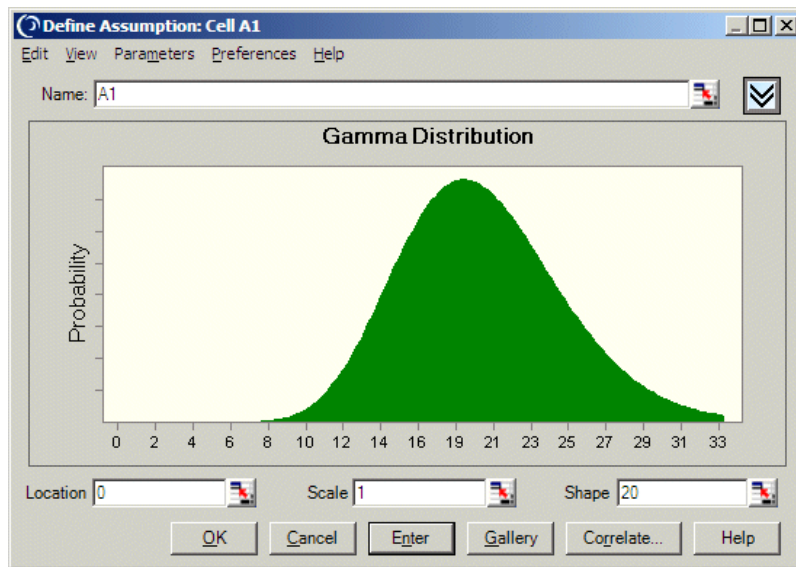 Define Assumption: Cell A1
Edit View Parameters Preferences Help
Name: A1
Gamma Distribution
Probability
0 2 4 6 8 10 12 14 16 19 21 23 25 27 29 31 33
Location 0 Scale 1 Shape 20
OK Cancel Enter Gallery Correlate... Help